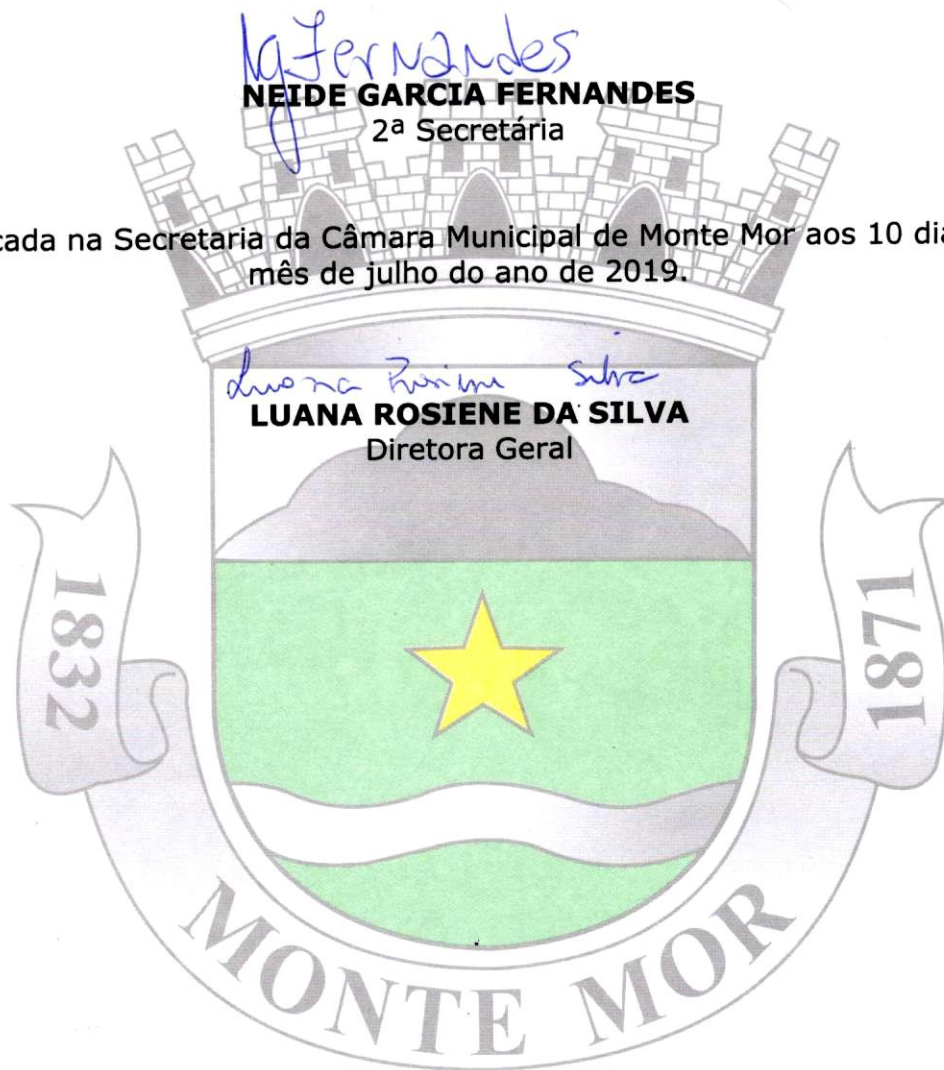 NgFernandes
NEIDE GARCIA FERNANDES
2ª Secretária
cada na Secretaria da Câmara Municipal de Monte Mor aos 10 dia
mês de julho do ano de 2019.
Luana Silva
LUANA ROSIENE DA SILVA
Diretora Geral
1832
1871
MONTE MOR